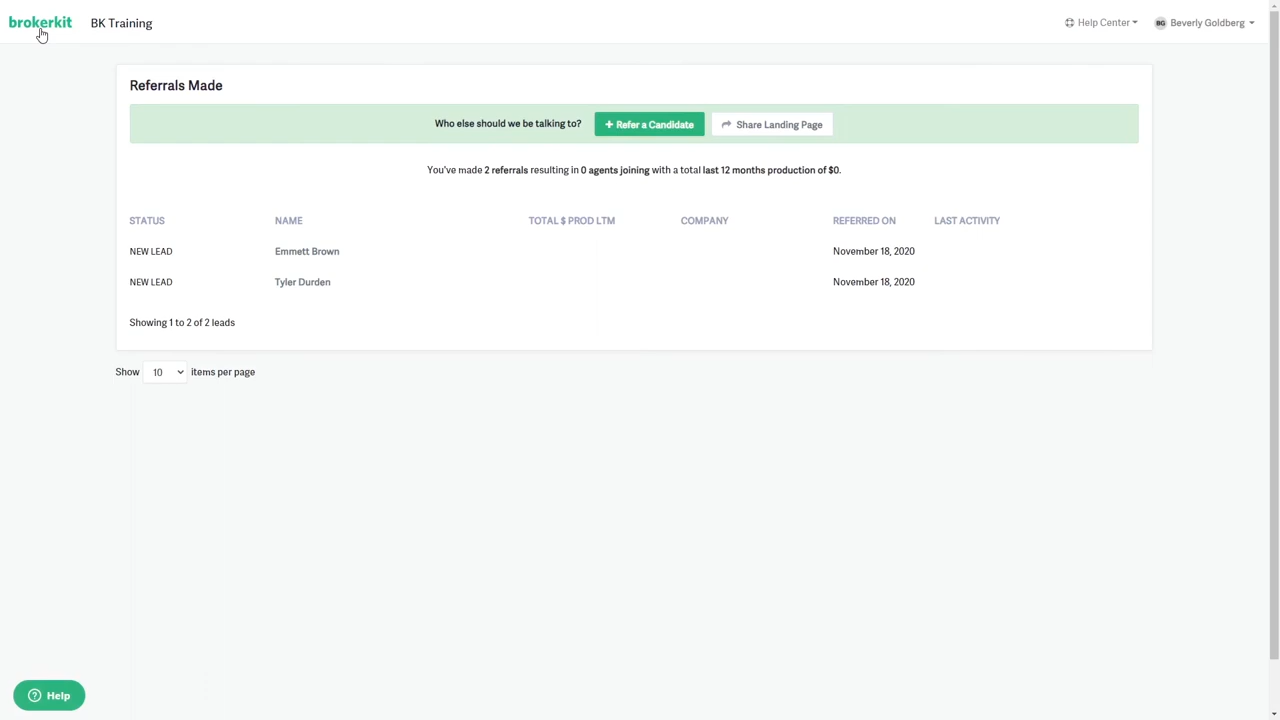 brokerkit BK Training Help Center BG Beverly Goldberg
Referrals Made
Who else should we be talking to? + Refer a Candidate Share Landing Page
You've made 2 referrals resulting in 0 agents joining with a total last 12 months production of $0.
STATUS NAME TOTAL $ PROD LTM COMPANY REFERRED ON LAST ACTIVITY
NEW LEAD Emmett Brown November 18, 2020
NEW LEAD Tyler Durden November 18, 2020
Showing 1 to 2 of 2 leads
Show 10 items per page
? Help